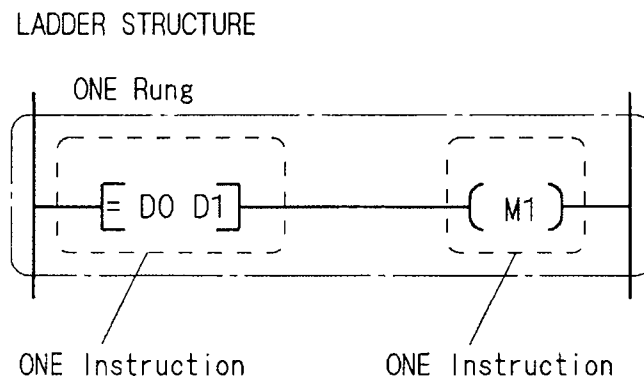 LADDER STRUCTURE
ONE Rung
[= D0 D1] ( M1 )
ONE Instruction ONE Instruction